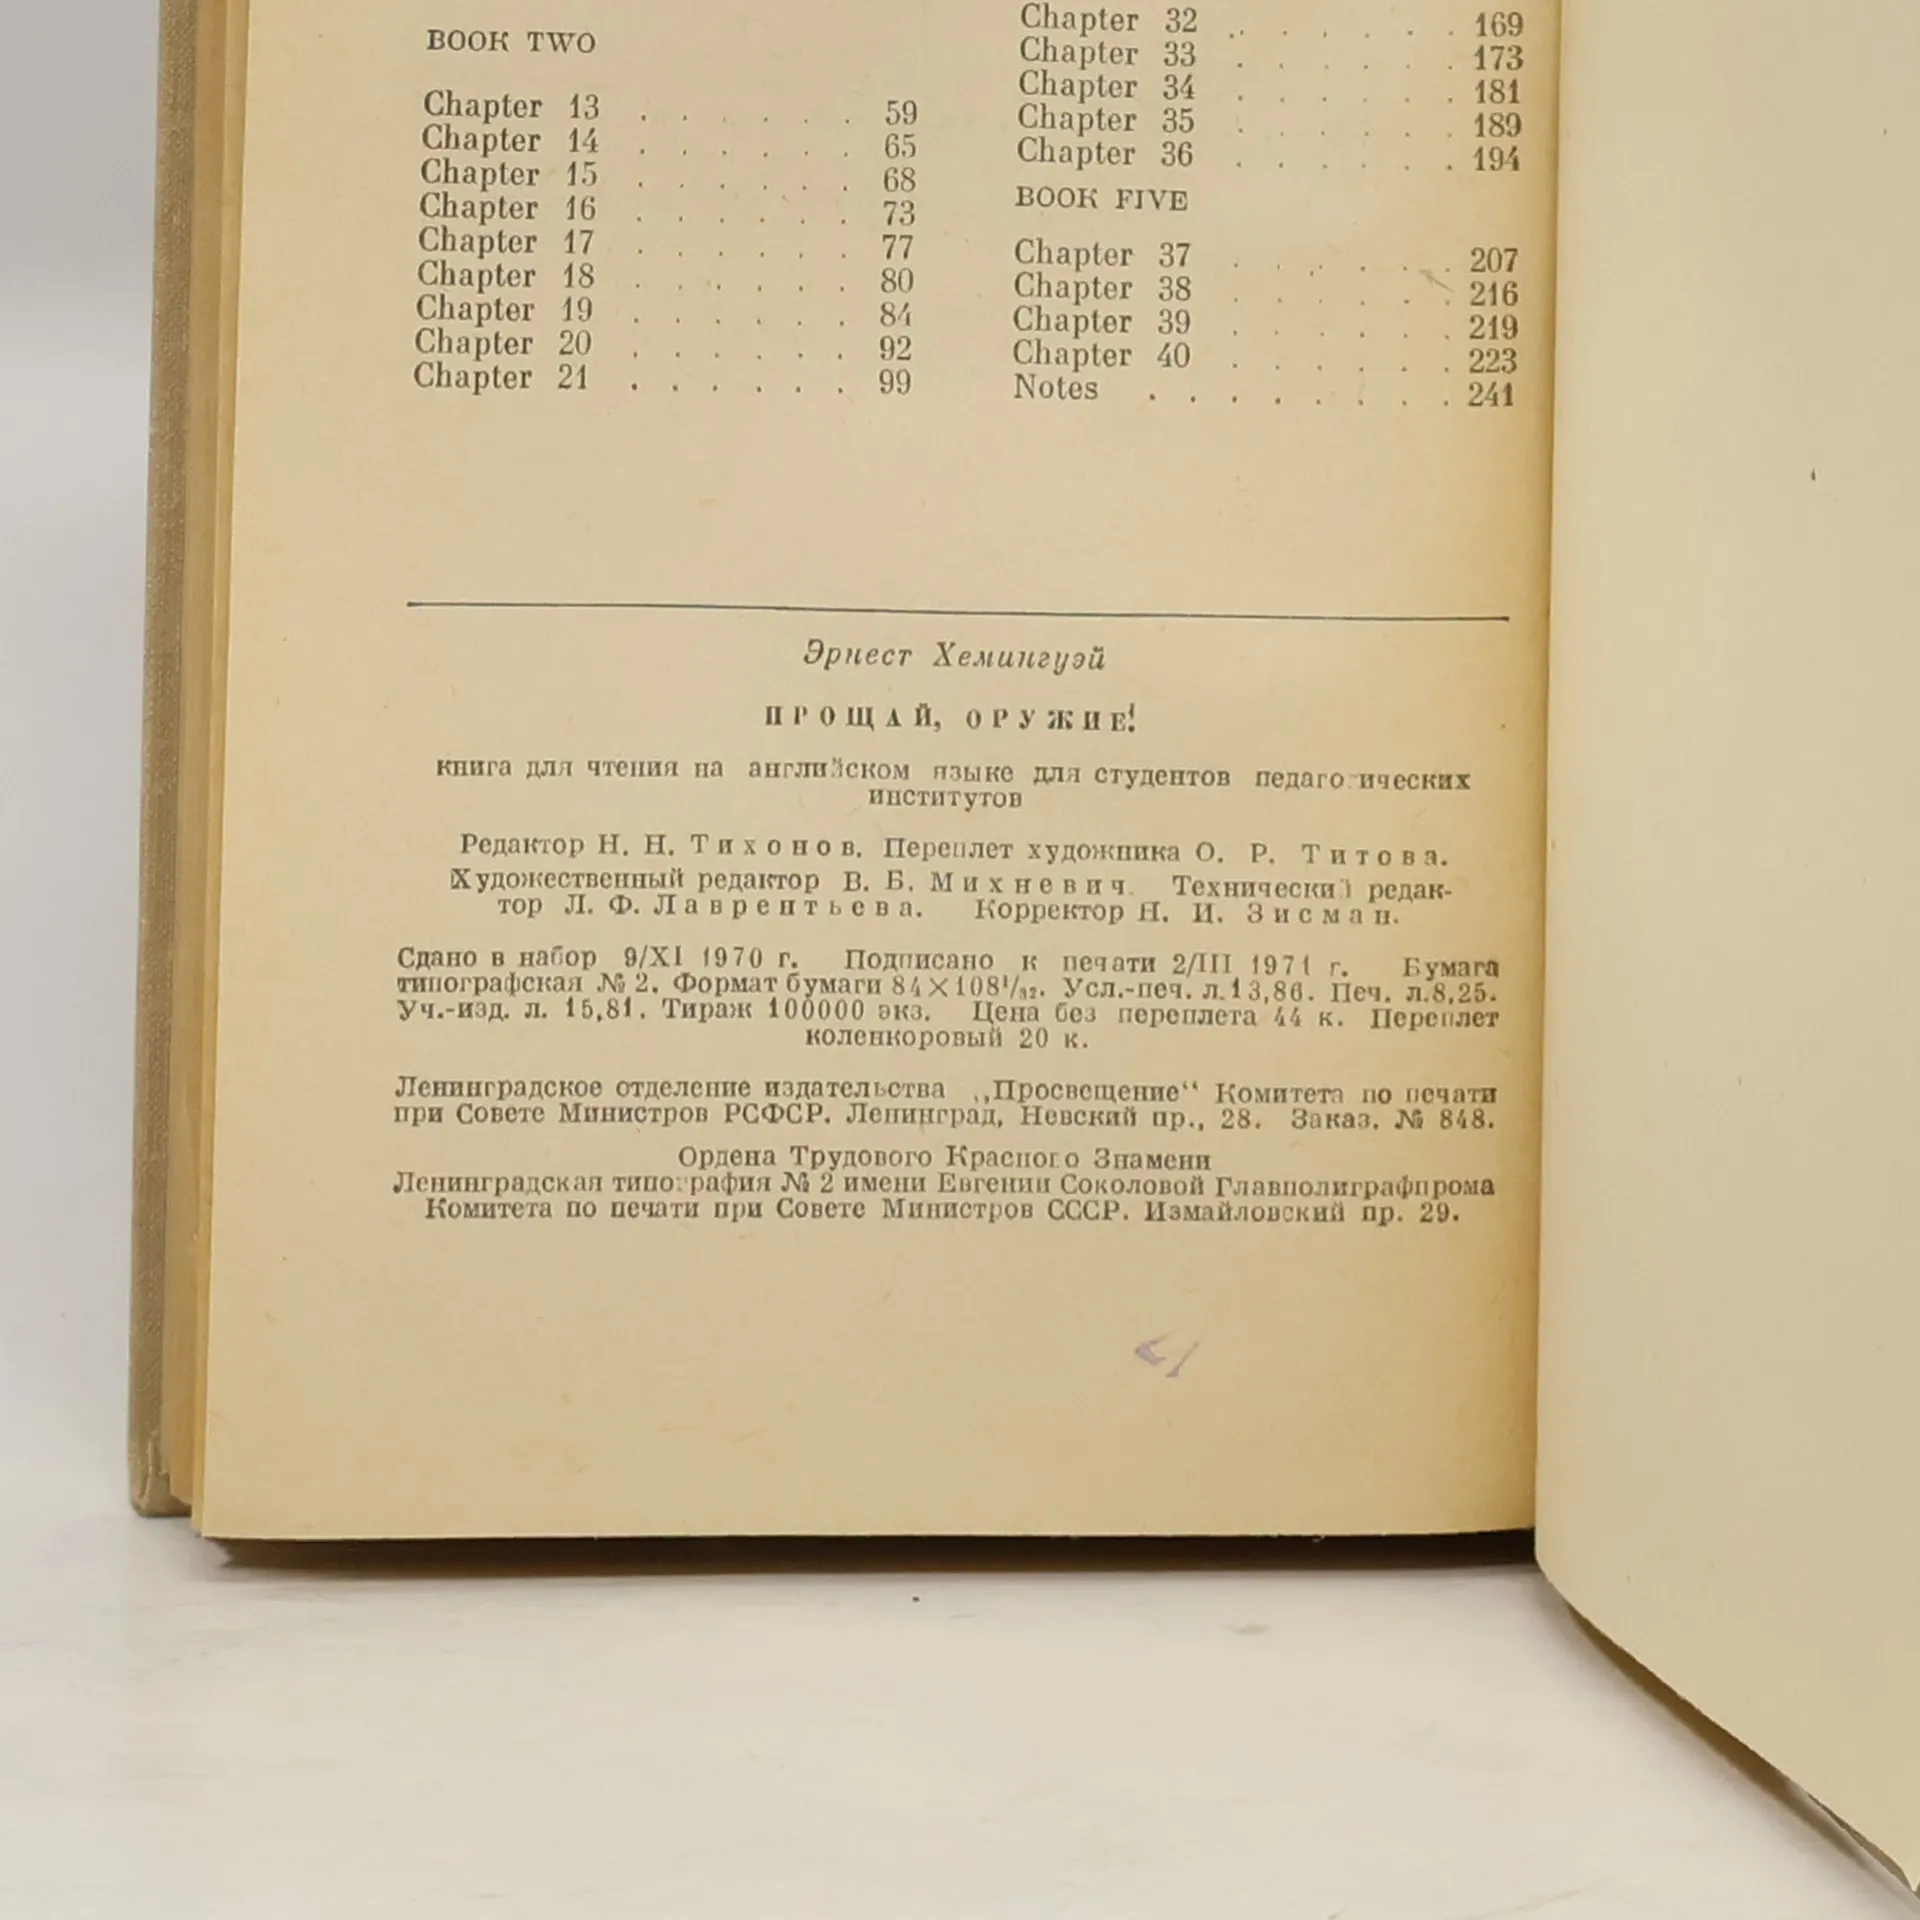 BOOK TWO
Chapter 13 . . . . . . 59
Chapter 14 . . . . . . 65
Chapter 15 . . . . . . 68
Chapter 16 . . . . . . 73
Chapter 17 . . . . . . 77
Chapter 18 . . . . . . 80
Chapter 19 . . . . . . 84
Chapter 20 . . . . . . 92
Chapter 21 . . . . . . 99
Chapter 32 . . . . . . 169
Chapter 33 . . . . . . 173
Chapter 34 . . . . . . 181
Chapter 35 . . . . . . 189
Chapter 36 . . . . . . 194
BOOK FIVE
Chapter 37 . . . . . . 207
Chapter 38 . . . . . . 216
Chapter 39 . . . . . . 219
Chapter 40 . . . . . . 223
Notes . . . . . . . . 241
Эрнест Хемингуэй
ПРОЩАЙ, ОРУЖИЕ!
книга для чтения на английском языке для студентов педагогических
институтов
Редактор Н. Н. Тихонов. Переплет художника О. Р. Титова.
Художественный редактор В. Б. Михневич. Технический редак-
тор Л. Ф. Лаврентьева. Корректор Н. И. Зисман.
Сдано в набор 9/XI 1970 г. Подписано к печати 2/III 1971 г. Бумага
типографская № 2. Формат бумаги 84×108¹/₃₂. Усл.-печ. л.13,86. Печ. л.8,25.
Уч.-изд. л. 15,81. Тираж 100000 экз. Цена без переплета 44 к. Переплет
коленкоровый 20 к.
Ленинградское отделение издательства „Просвещение“ Комитета по печати
при Совете Министров РСФСР. Ленинград, Невский пр., 28. Заказ. № 848.
Ордена Трудового Красного Знамени
Ленинградская типография № 2 имени Евгении Соколовой Главполиграфпрома
Комитета по печати при Совете Министров СССР. Измайловский пр. 29.